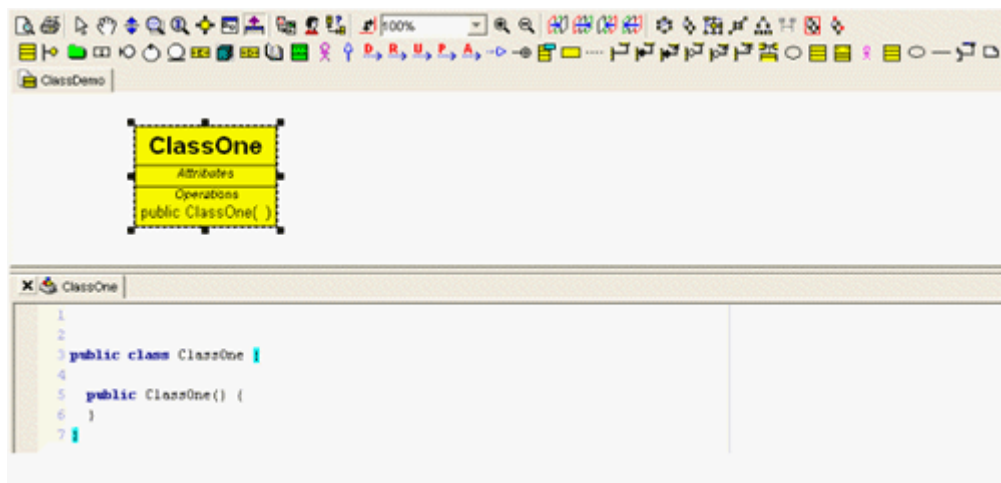 100%
D R U P A
ClassDemo
ClassOne
Attributes
Operations
public ClassOne( )
ClassOne
1
2
3 public class ClassOne {
4
5 public ClassOne() {
6 }
7 }